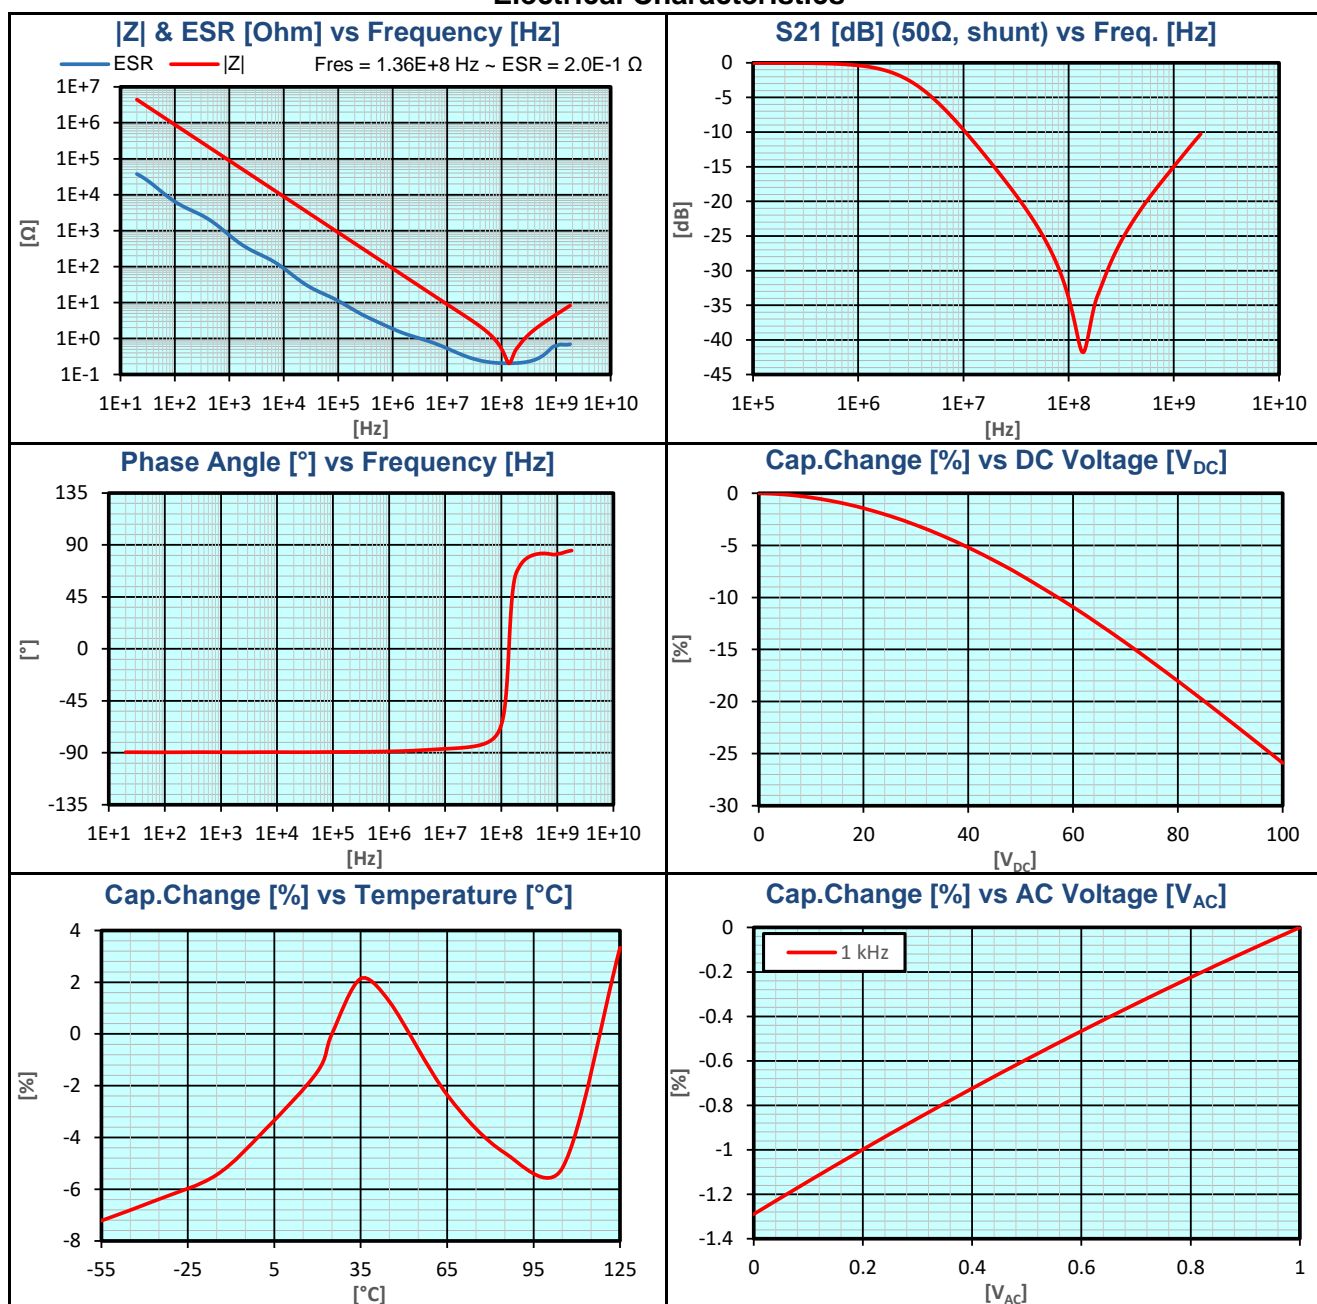 Electrical Characteristics
|Z| & ESR [Ohm] vs Frequency [Hz]
ESR |Z| Fres = 1.36E+8 Hz ~ ESR = 2.0E-1 Ω
1E+7
1E+6
1E+5
1E+4
1E+3
1E+2
1E+1
1E+0
1E-1
[Ω]
1E+1 1E+2 1E+3 1E+4 1E+5 1E+6 1E+7 1E+8 1E+9 1E+10
[Hz]
S21 [dB] (50Ω, shunt) vs Freq. [Hz]
0
-5
-10
-15
-20
-25
-30
-35
-40
-45
[dB]
1E+5 1E+6 1E+7 1E+8 1E+9 1E+10
[Hz]
Phase Angle [°] vs Frequency [Hz]
135
90
45
0
-45
-90
-135
[°]
1E+1 1E+2 1E+3 1E+4 1E+5 1E+6 1E+7 1E+8 1E+9 1E+10
[Hz]
Cap.Change [%] vs DC Voltage [VDC]
0
-5
-10
-15
-20
-25
-30
[%]
0 20 40 60 80 100
[VDC]
Cap.Change [%] vs Temperature [°C]
4
2
0
-2
-4
-6
-8
[%]
-55 -25 5 35 65 95 125
[°C]
Cap.Change [%] vs AC Voltage [VAC]
1 kHz
0
-0.2
-0.4
-0.6
-0.8
-1
-1.2
-1.4
[%]
0 0.2 0.4 0.6 0.8 1
[VAC]